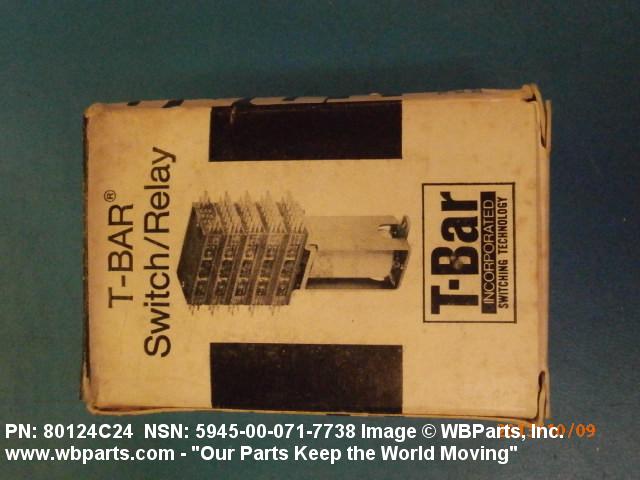 T-BAR®
Switch/Relay
T-Bar
INCORPORATED
SWITCHING TECHNOLOGY
PN: 80124C24 NSN: 5945-00-071-7738 Image © WBParts, Inc.
www.wbparts.com - "Our Parts Keep the World Moving"